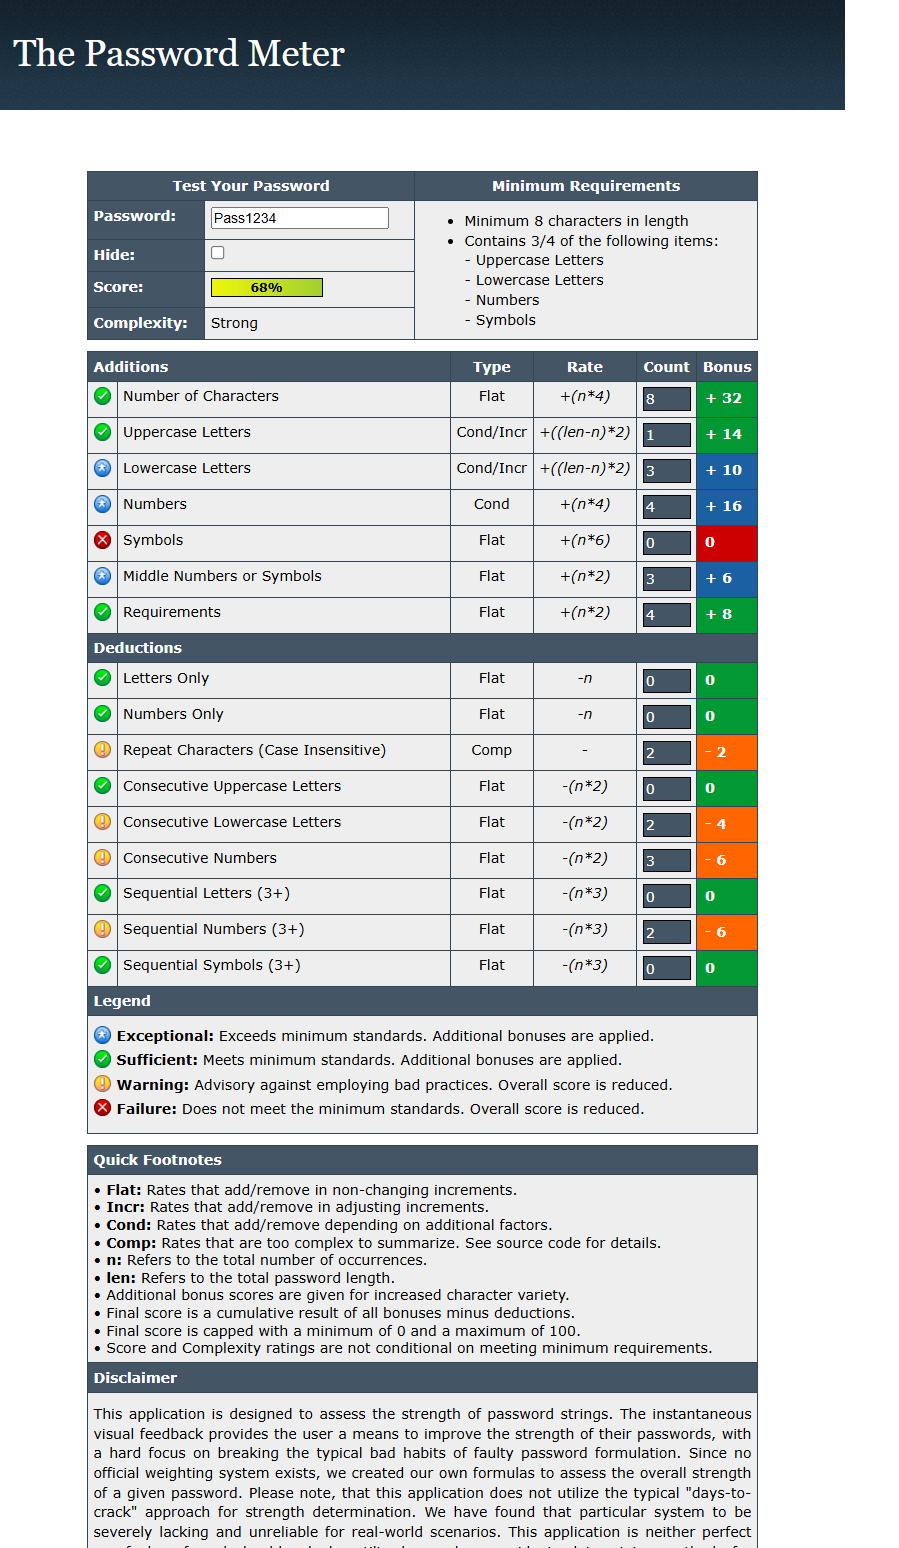 The Password Meter
Test Your Password Minimum Requirements
Password: Pass1234
• Minimum 8 characters in length
• Contains 3/4 of the following items:
- Uppercase Letters
- Lowercase Letters
- Numbers
- Symbols
Hide:
Score: 68%
Complexity: Strong
Additions Type Rate Count Bonus
Number of Characters Flat +(n*4) 8 + 32
Uppercase Letters Cond/Incr +((len-n)*2) 1 + 14
Lowercase Letters Cond/Incr +((len-n)*2) 3 + 10
Numbers Cond +(n*4) 4 + 16
Symbols Flat +(n*6) 0 0
Middle Numbers or Symbols Flat +(n*2) 3 + 6
Requirements Flat +(n*2) 4 + 8
Deductions
Letters Only Flat -n 0 0
Numbers Only Flat -n 0 0
Repeat Characters (Case Insensitive) Comp - 2 - 2
Consecutive Uppercase Letters Flat -(n*2) 0 0
Consecutive Lowercase Letters Flat -(n*2) 2 - 4
Consecutive Numbers Flat -(n*2) 3 - 6
Sequential Letters (3+) Flat -(n*3) 0 0
Sequential Numbers (3+) Flat -(n*3) 2 - 6
Sequential Symbols (3+) Flat -(n*3) 0 0
Legend
Exceptional: Exceeds minimum standards. Additional bonuses are applied.
Sufficient: Meets minimum standards. Additional bonuses are applied.
Warning: Advisory against employing bad practices. Overall score is reduced.
Failure: Does not meet the minimum standards. Overall score is reduced.
Quick Footnotes
• Flat: Rates that add/remove in non-changing increments.
• Incr: Rates that add/remove in adjusting increments.
• Cond: Rates that add/remove depending on additional factors.
• Comp: Rates that are too complex to summarize. See source code for details.
• n: Refers to the total number of occurrences.
• len: Refers to the total password length.
• Additional bonus scores are given for increased character variety.
• Final score is a cumulative result of all bonuses minus deductions.
• Final score is capped with a minimum of 0 and a maximum of 100.
• Score and Complexity ratings are not conditional on meeting minimum requirements.
Disclaimer
This application is designed to assess the strength of password strings. The instantaneous
visual feedback provides the user a means to improve the strength of their passwords, with
a hard focus on breaking the typical bad habits of faulty password formulation. Since no
official weighting system exists, we created our own formulas to assess the overall strength
of a given password. Please note, that this application does not utilize the typical "days-to-
crack" approach for strength determination. We have found that particular system to be
severely lacking and unreliable for real-world scenarios. This application is neither perfect